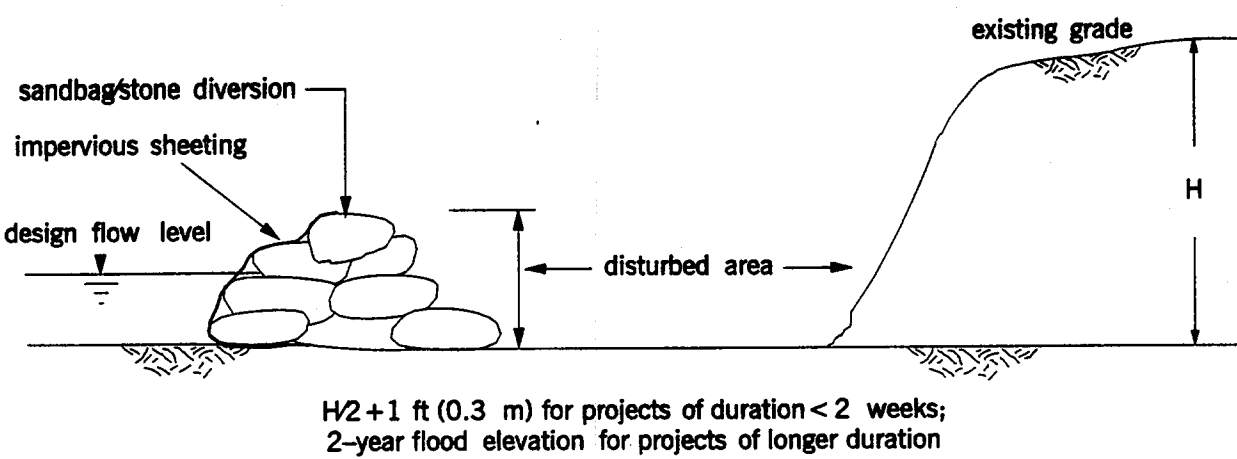 existing grade
sandbag/stone diversion
impervious sheeting
H
design flow level
disturbed area
H/2+1 ft (0.3 m) for projects of duration < 2 weeks;
2-year flood elevation for projects of longer duration